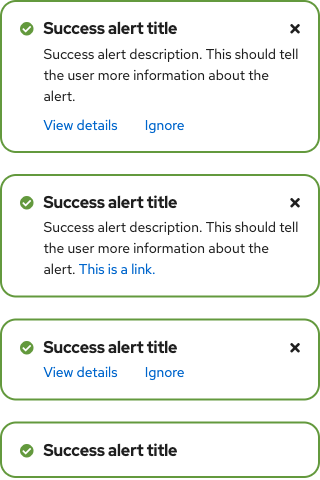 Success alert title
Success alert description. This should tell
the user more information about the
alert.
View details Ignore
Success alert title
Success alert description. This should tell
the user more information about the
alert. This is a link.
Success alert title
View details Ignore
Success alert title